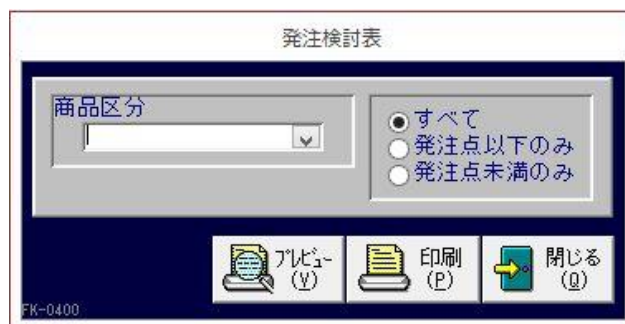 発注検討表
商品区分
すべて
発注点以下のみ
発注点未満のみ
ﾌﾟﾚﾋﾞｭｰ
(V)
印刷
(P)
閉じる
(Q)
FK-0400